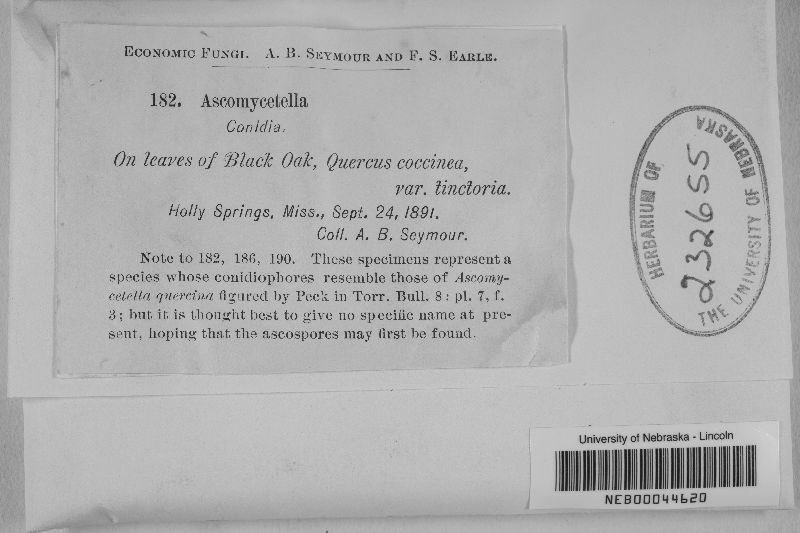 ECONOMIC FUNGI. A. B. SEYMOUR AND F. S. EARLE.
182. Ascomycetella
Conidia.
On leaves of Black Oak, Quercus coccinea,
var. tinctoria.
Holly Springs, Miss., Sept. 24, 1891.
Coll. A. B. Seymour.
Note to 182, 186, 190. These specimens represent a
species whose conidiophores resemble those of Ascomy-
cetella quercina figured by Peck in Torr. Bull. 8: pl. 7, f.
3; but it is thought best to give no specific name at pre-
sent, hoping that the ascospores may first be found.
HERBARIUM OF
THE UNIVERSITY OF NEBRASKA
232655
University of Nebraska - Lincoln
NEB00044620